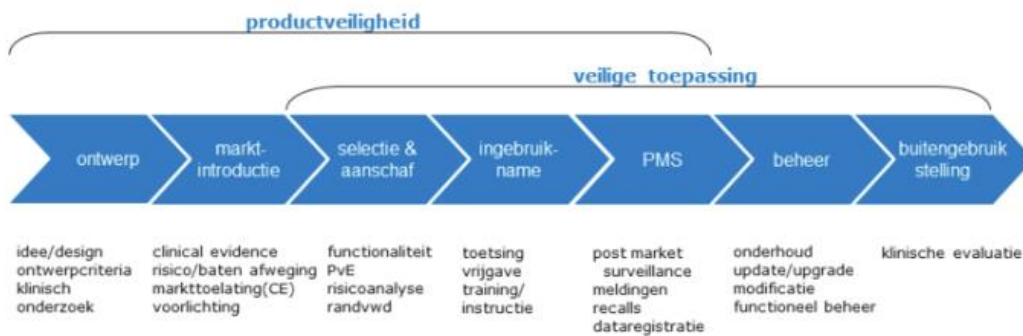 productveiligheid
veilige toepassing
ontwerp
markt-
introductie
selectie &
aanschaf
ingebruik-
name
PMS
beheer
buitengebruik
stelling
idee/design
ontwerpcriteria
klinisch
onderzoek
clinical evidence
risico/baten afweging
markttoelating(CE)
voorlichting
functionaliteit
PvE
risicoanalyse
randvwd
toetsing
vrijgave
training/
instructie
post market
surveillance
meldingen
recalls
dataregistratie
onderhoud
update/upgrade
modificatie
functioneel beheer
klinische evaluatie